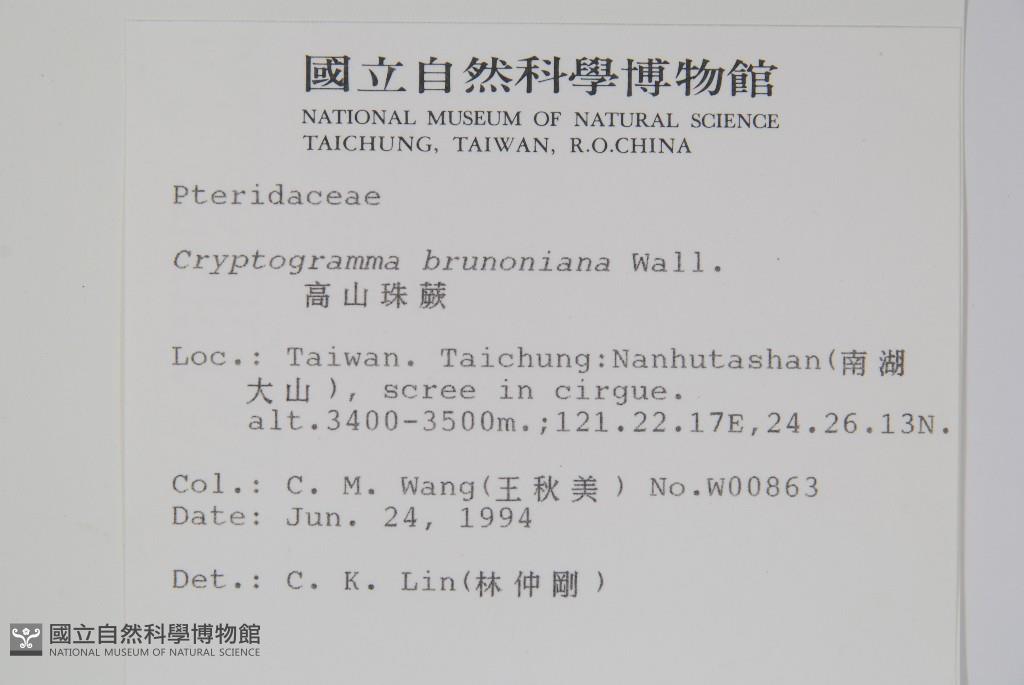 國立自然科學博物館
NATIONAL MUSEUM OF NATURAL SCIENCE
TAICHUNG, TAIWAN, R.O.CHINA
Pteridaceae
Cryptogramma brunoniana Wall.
高山珠蕨
Loc.: Taiwan. Taichung:Nanhutashan(南湖
大山), scree in cirgue.
alt.3400-3500m.;121.22.17E,24.26.13N.
Col.: C. M. Wang(王秋美) No.W00863
Date: Jun. 24, 1994
Det.: C. K. Lin(林仲剛)
國立自然科學博物館
NATIONAL MUSEUM OF NATURAL SCIENCE